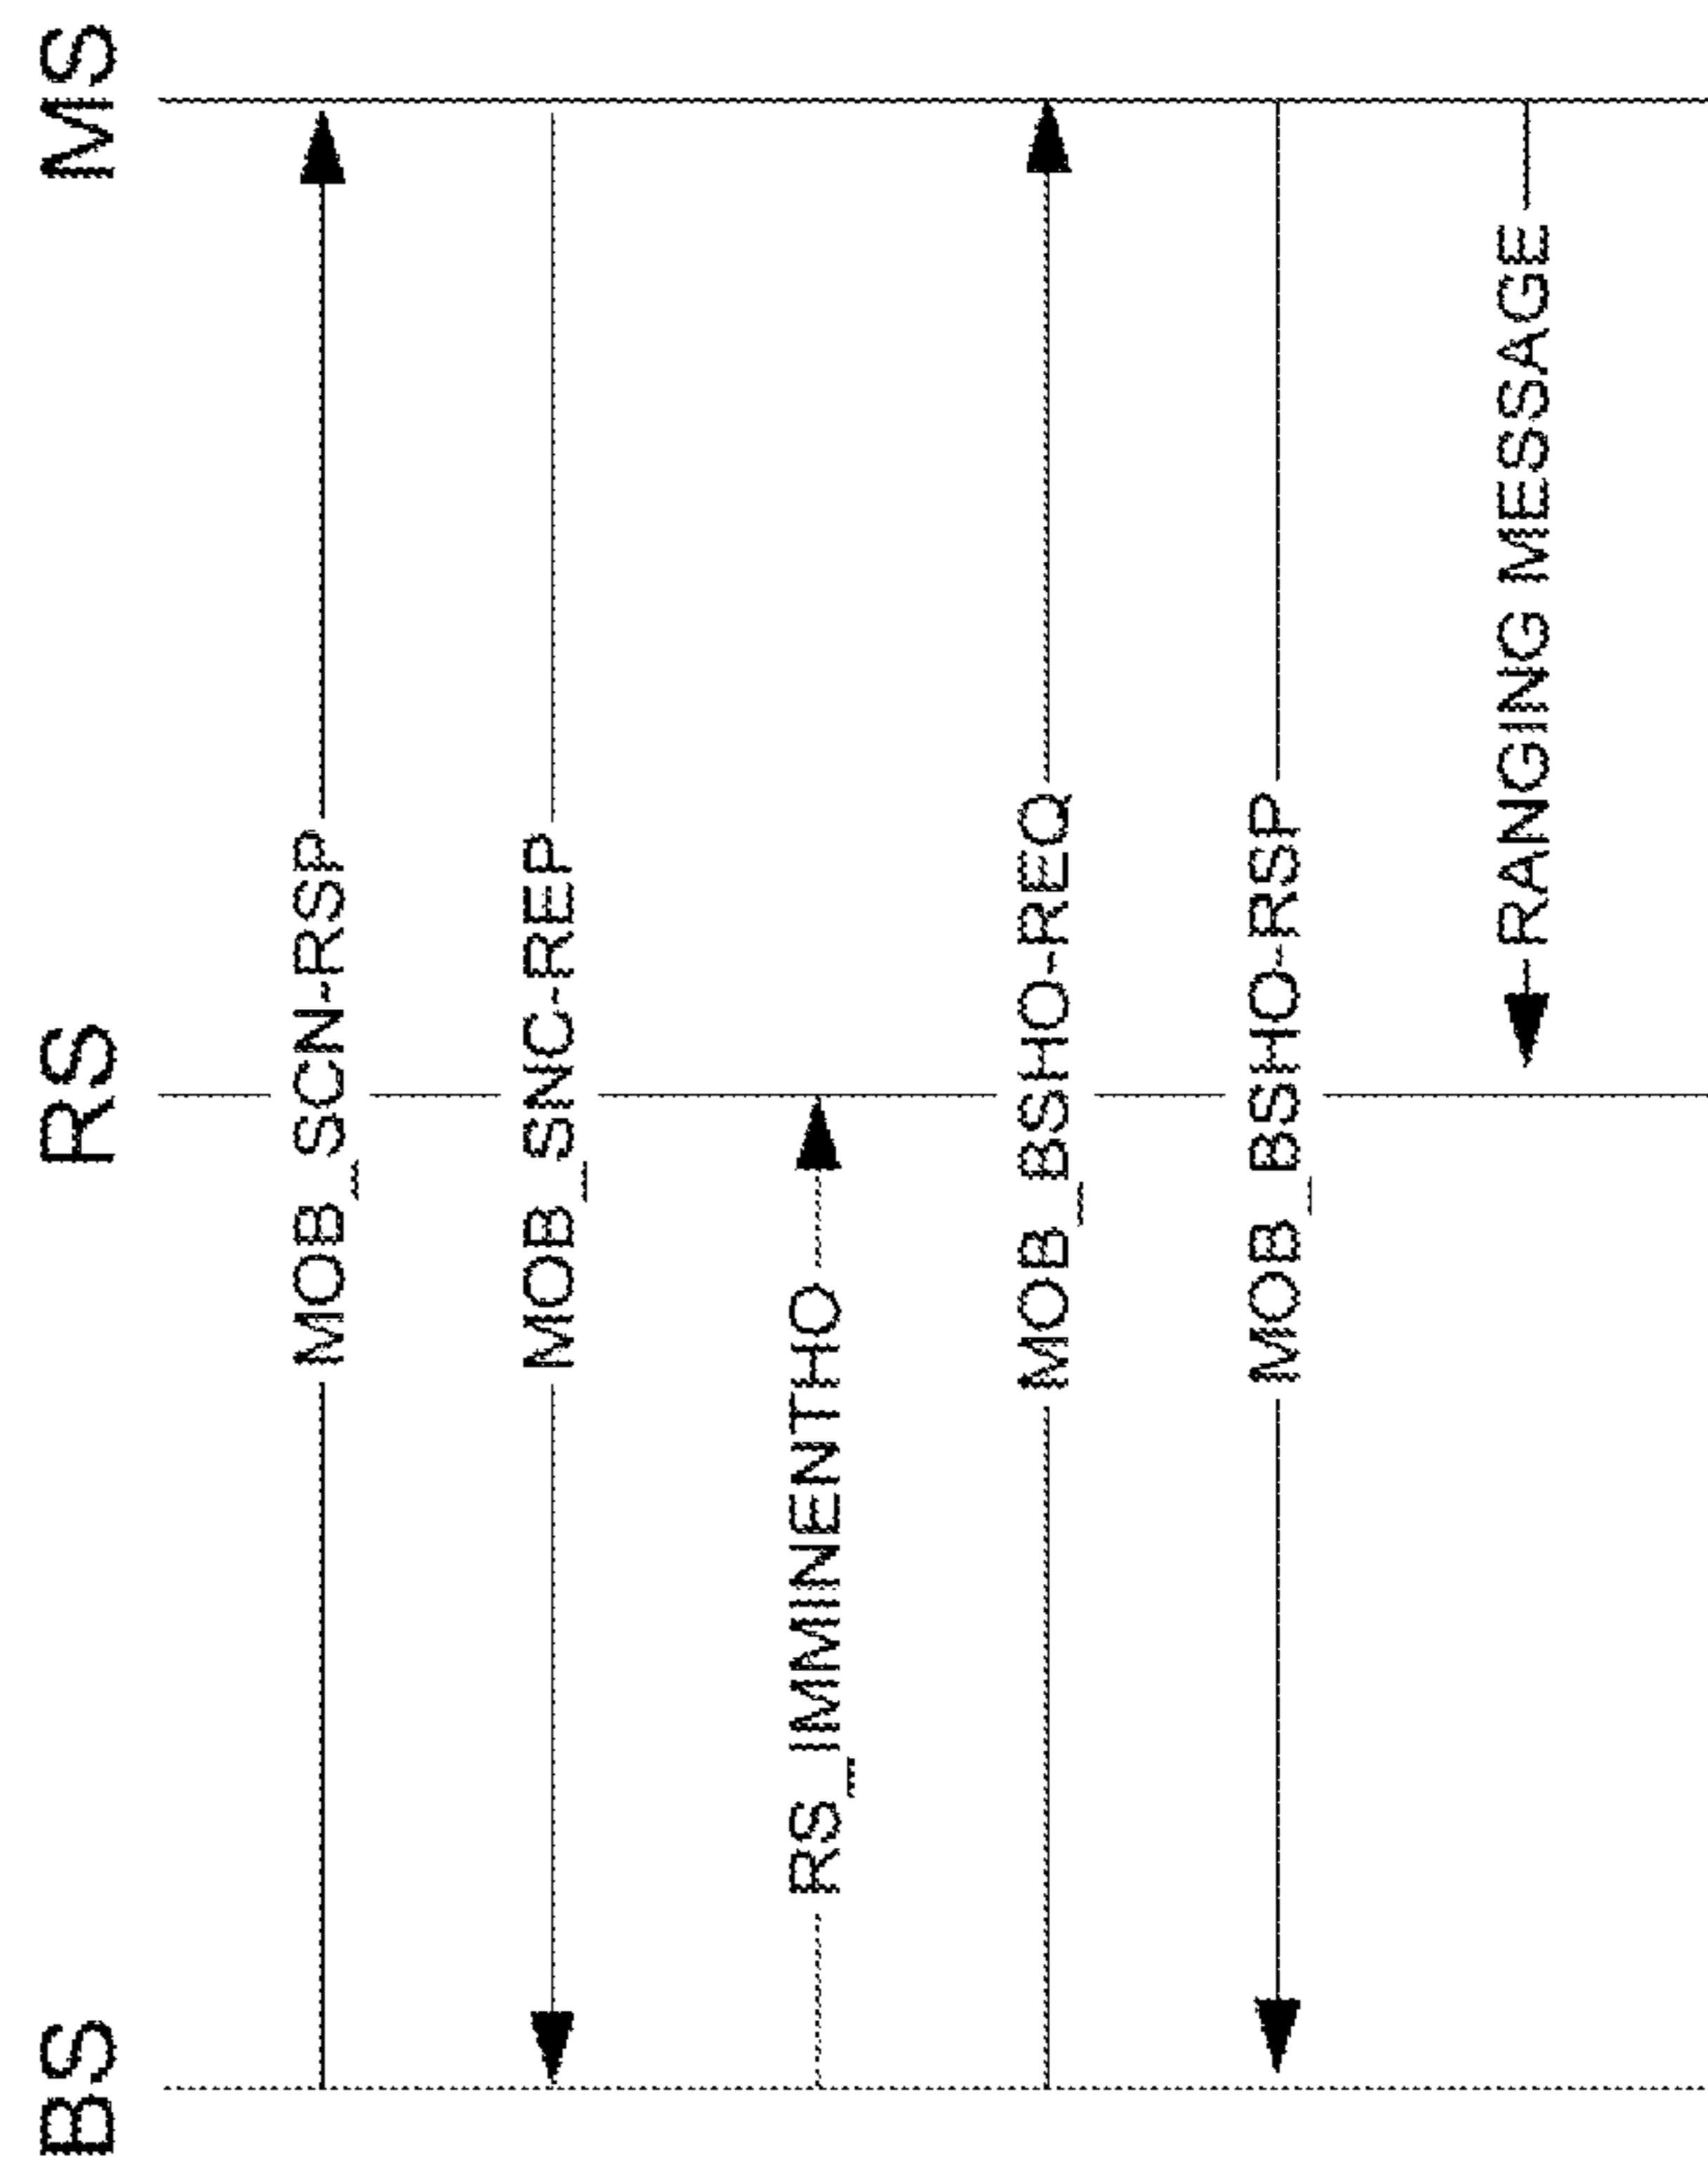 BS
RS
MS
MOB_SCN-RSP
MOB_SNC-REP
RS_IMMINENTHO
MOB_BSHO-REQ
MOB_BSHO-RSP
RANGING MESSAGE